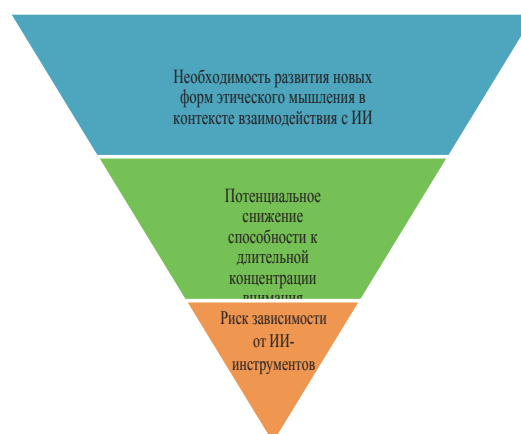 Необходимость развития новых
форм этического мышления в
контексте взаимодействия с ИИ
Потенциальное
снижение
способности к
длительной
концентрации
внимания
Риск зависимости
от ИИ-
инструментов